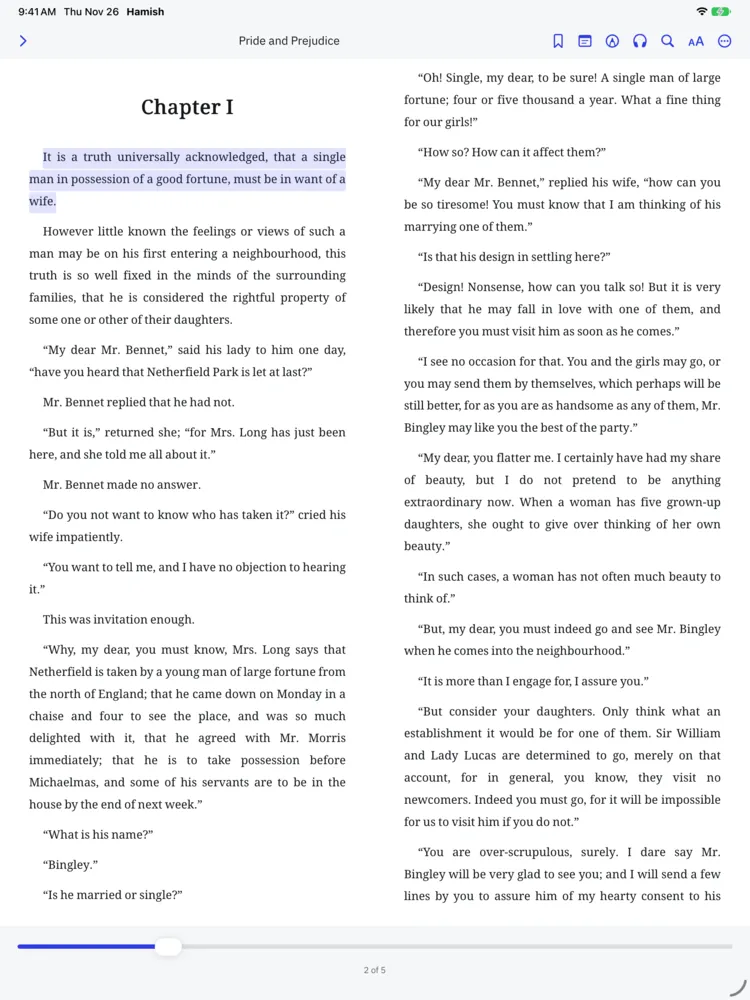 9:41 AM Thu Nov 26 Hamish
Pride and Prejudice
AA
Chapter I
It is a truth universally acknowledged, that a single
man in possession of a good fortune, must be in want of a
wife.
However little known the feelings or views of such a
man may be on his first entering a neighbourhood, this
truth is so well fixed in the minds of the surrounding
families, that he is considered the rightful property of
some one or other of their daughters.
“My dear Mr. Bennet,” said his lady to him one day,
“have you heard that Netherfield Park is let at last?”
Mr. Bennet replied that he had not.
“But it is,” returned she; “for Mrs. Long has just been
here, and she told me all about it.”
Mr. Bennet made no answer.
“Do you not want to know who has taken it?” cried his
wife impatiently.
“You want to tell me, and I have no objection to hearing
it.”
This was invitation enough.
“Why, my dear, you must know, Mrs. Long says that
Netherfield is taken by a young man of large fortune from
the north of England; that he came down on Monday in a
chaise and four to see the place, and was so much
delighted with it, that he agreed with Mr. Morris
immediately; that he is to take possession before
Michaelmas, and some of his servants are to be in the
house by the end of next week.”
“What is his name?”
“Bingley.”
“Is he married or single?”
“Oh! Single, my dear, to be sure! A single man of large
fortune; four or five thousand a year. What a fine thing
for our girls!”
“How so? How can it affect them?”
“My dear Mr. Bennet,” replied his wife, “how can you
be so tiresome! You must know that I am thinking of his
marrying one of them.”
“Is that his design in settling here?”
“Design! Nonsense, how can you talk so! But it is very
likely that he may fall in love with one of them, and
therefore you must visit him as soon as he comes.”
“I see no occasion for that. You and the girls may go, or
you may send them by themselves, which perhaps will be
still better, for as you are as handsome as any of them, Mr.
Bingley may like you the best of the party.”
“My dear, you flatter me. I certainly have had my share
of beauty, but I do not pretend to be anything
extraordinary now. When a woman has five grown-up
daughters, she ought to give over thinking of her own
beauty.”
“In such cases, a woman has not often much beauty to
think of.”
“But, my dear, you must indeed go and see Mr. Bingley
when he comes into the neighbourhood.”
“It is more than I engage for, I assure you.”
“But consider your daughters. Only think what an
establishment it would be for one of them. Sir William
and Lady Lucas are determined to go, merely on that
account, for in general, you know, they visit no
newcomers. Indeed you must go, for it will be impossible
for us to visit him if you do not.”
“You are over-scrupulous, surely. I dare say Mr.
Bingley will be very glad to see you; and I will send a few
lines by you to assure him of my hearty consent to his
2 of 5